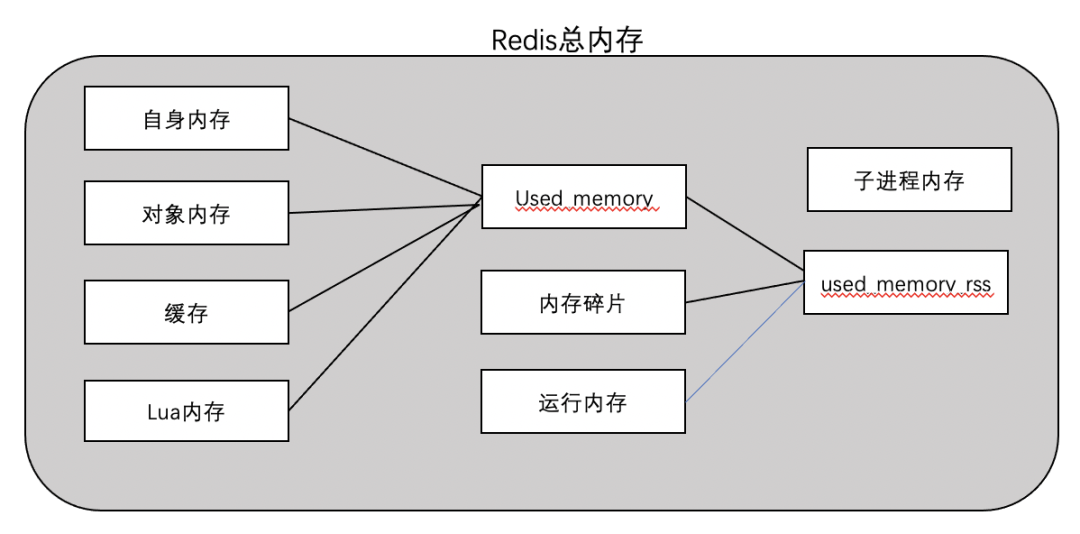 Redis总内存
自身内存
对象内存
缓存
Lua内存
Used_memory
内存碎片
运行内存
子进程内存
used_memory_rss